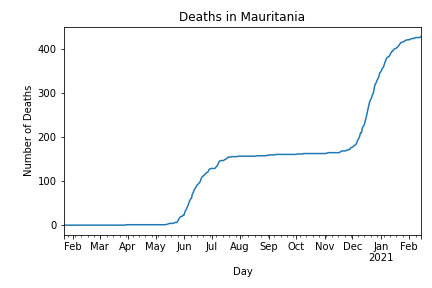 Deaths in Mauritania
Number of Deaths
400
300
200
100
0
Feb Mar Apr May Jun Jul Aug Sep Oct Nov Dec Jan Feb
2021
Day